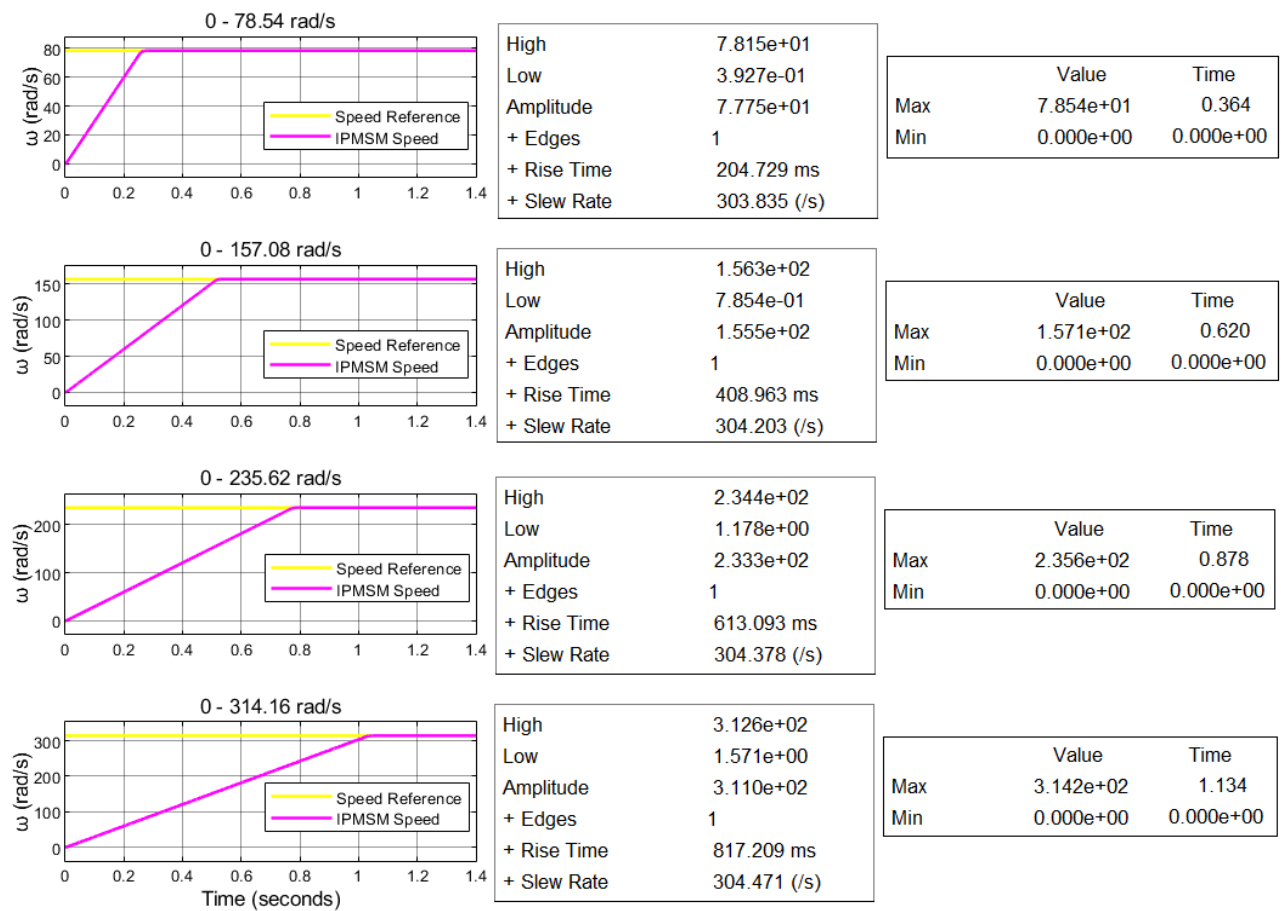 0 - 78.54 rad/s
ω (rad/s)
80
60
40
20
0
Speed Reference
IPMSM Speed
0 0.2 0.4 0.6 0.8 1 1.2 1.4
High 7.815e+01
Low 3.927e-01
Amplitude 7.775e+01
+ Edges 1
+ Rise Time 204.729 ms
+ Slew Rate 303.835 (/s)
Value Time
Max 7.854e+01 0.364
Min 0.000e+00 0.000e+00
0 - 157.08 rad/s
ω (rad/s)
150
100
50
0
Speed Reference
IPMSM Speed
0 0.2 0.4 0.6 0.8 1 1.2 1.4
High 1.563e+02
Low 7.854e-01
Amplitude 1.555e+02
+ Edges 1
+ Rise Time 408.963 ms
+ Slew Rate 304.203 (/s)
Value Time
Max 1.571e+02 0.620
Min 0.000e+00 0.000e+00
0 - 235.62 rad/s
ω (rad/s)
200
100
0
Speed Reference
IPMSM Speed
0 0.2 0.4 0.6 0.8 1 1.2 1.4
High 2.344e+02
Low 1.178e+00
Amplitude 2.333e+02
+ Edges 1
+ Rise Time 613.093 ms
+ Slew Rate 304.378 (/s)
Value Time
Max 2.356e+02 0.878
Min 0.000e+00 0.000e+00
0 - 314.16 rad/s
ω (rad/s)
300
200
100
0
Speed Reference
IPMSM Speed
0 0.2 0.4 0.6 0.8 1 1.2 1.4
Time (seconds)
High 3.126e+02
Low 1.571e+00
Amplitude 3.110e+02
+ Edges 1
+ Rise Time 817.209 ms
+ Slew Rate 304.471 (/s)
Value Time
Max 3.142e+02 1.134
Min 0.000e+00 0.000e+00